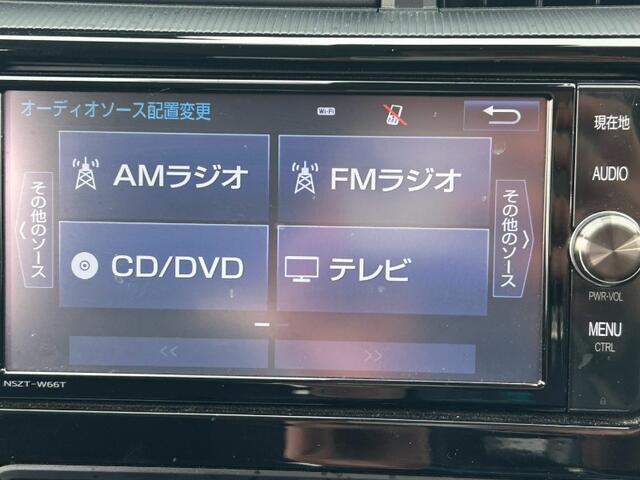 オーディオソース配置変更
Wi-Fi
現在地
AMラジオ
FMラジオ
AUDIO
その他のソース
その他のソース
CD/DVD
テレビ
PWR•VOL
MENU
CTRL
<<
>>
NSZT-W66T